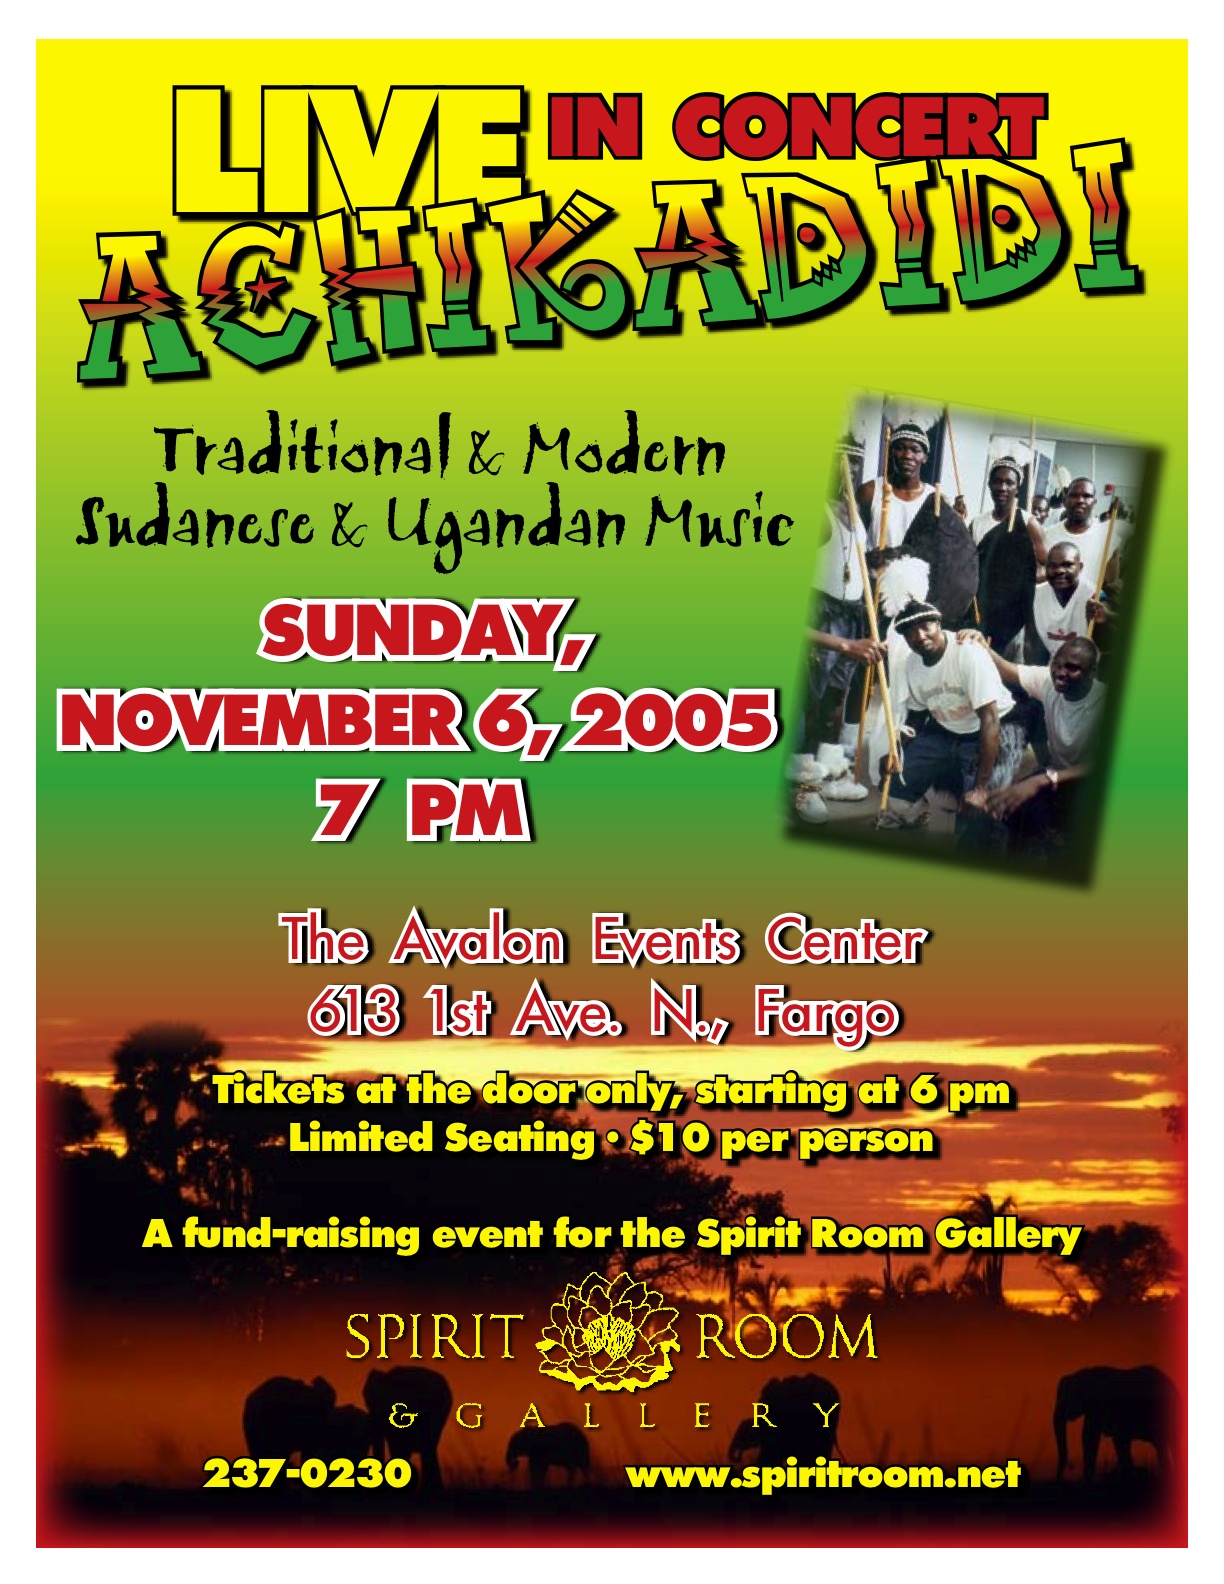 LIVE IN CONCERT
ACHIKADIDI
Traditional & Modern
Sudanese & Ugandan Music
SUNDAY,
NOVEMBER 6, 2005
7 PM
The Avalon Events Center
613 1st Ave. N., Fargo
Tickets at the door only, starting at 6 pm
Limited Seating • $10 per person
A fund-raising event for the Spirit Room Gallery
SPIRIT ROOM
& GALLERY
237-0230 www.spiritroom.net